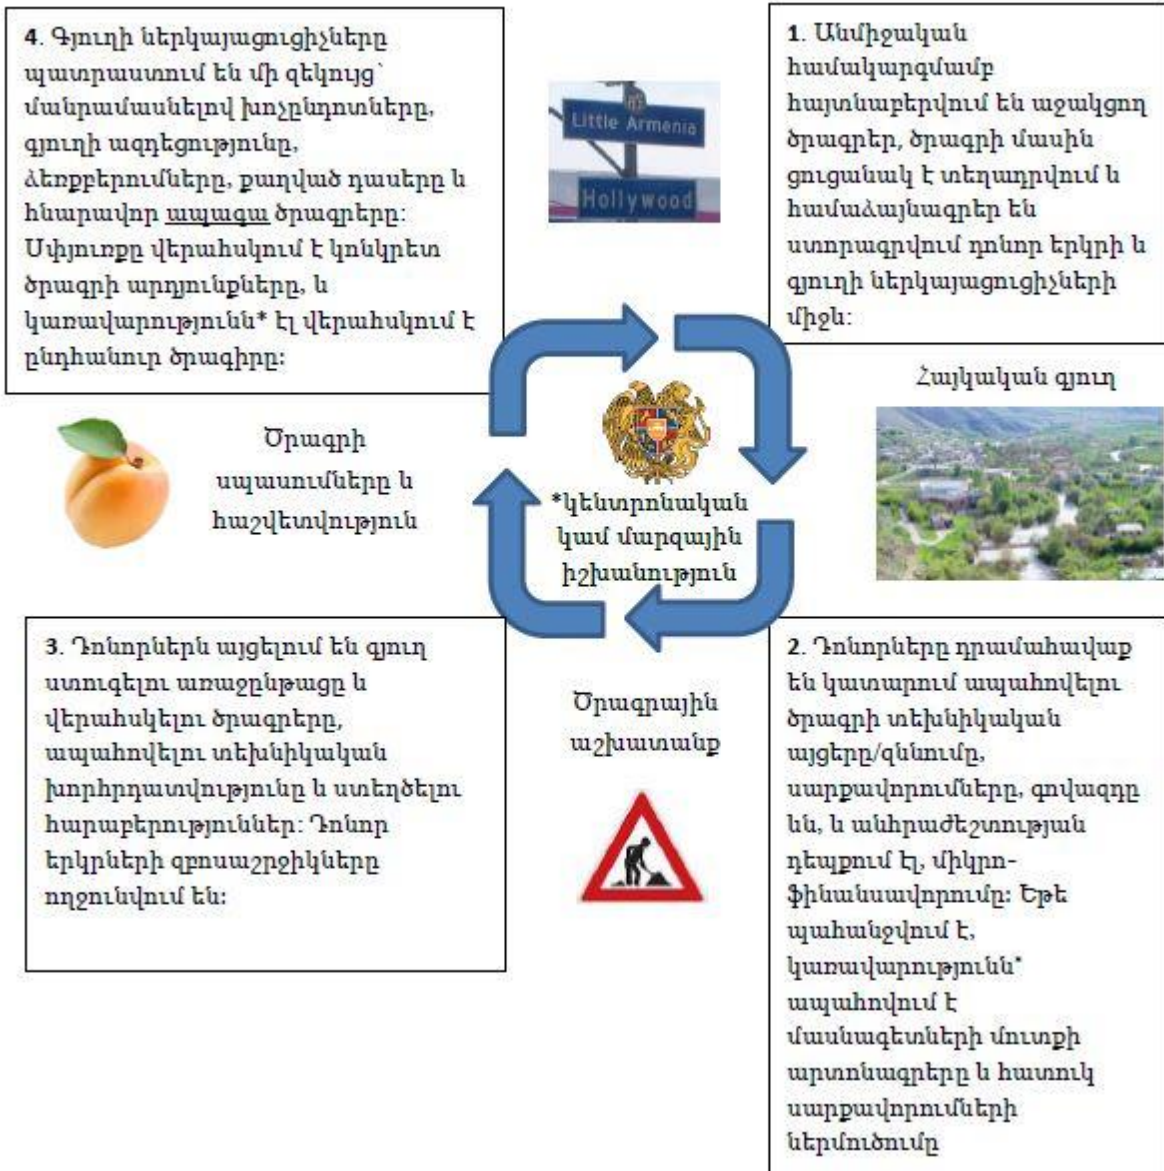 4. Գյուղի ներկայացուցիչները
պատրաստում են մի զեկույց՝
մանրամասնելով խոչընդոտները,
գյուղի ազդեցությունը,
ձեռքբերումները, քաղված դասերը և
հնարավոր ապագա ծրագրերը:
Սփյուռքը վերահսկում է կոնկրետ
ծրագրի արդյունքները, և
կառավարությունն* էլ վերահսկում է
ընդհանուր ծրագիրը:
Little Armenia
Hollywood
1. Անմիջական
համակարգմամբ
հայտնաբերվում են աջակցող
ծրագրեր, ծրագրի մասին
ցուցանակ է տեղադրվում և
համաձայնագրեր են
ստորագրվում դոնոր երկրի և
գյուղի ներկայացուցիչների
միջև:
Հայկական գյուղ
Ծրագրի
սպասումները և
հաշվետվություն
*կենտրոնական
կամ մարզային
իշխանություն
3. Դոնորներն այցելում են գյուղ
ստուգելու առաջընթացը և
վերահսկելու ծրագրերը,
ապահովելու տեխնիկական
խորհրդատվությունը և ստեղծելու
հարաբերություններ: Դոնոր
երկրների զբոսաշրջիկները
ողջունվում են:
Ծրագրային
աշխատանք
2. Դոնորները դրամահավաք
են կատարում ապահովելու
ծրագրի տեխնիկական
այցերը/զննումը,
սարքավորումները, գովազդը
ևն, և անհրաժեշտության
դեպքում էլ, միկրո-
ֆինանսավորումը: Եթե
պահանջվում է,
կառավարությունն*
ապահովում է
մասնագետների մուտքի
արտոնագրերը և հատուկ
սարքավորումների
ներմուծումը